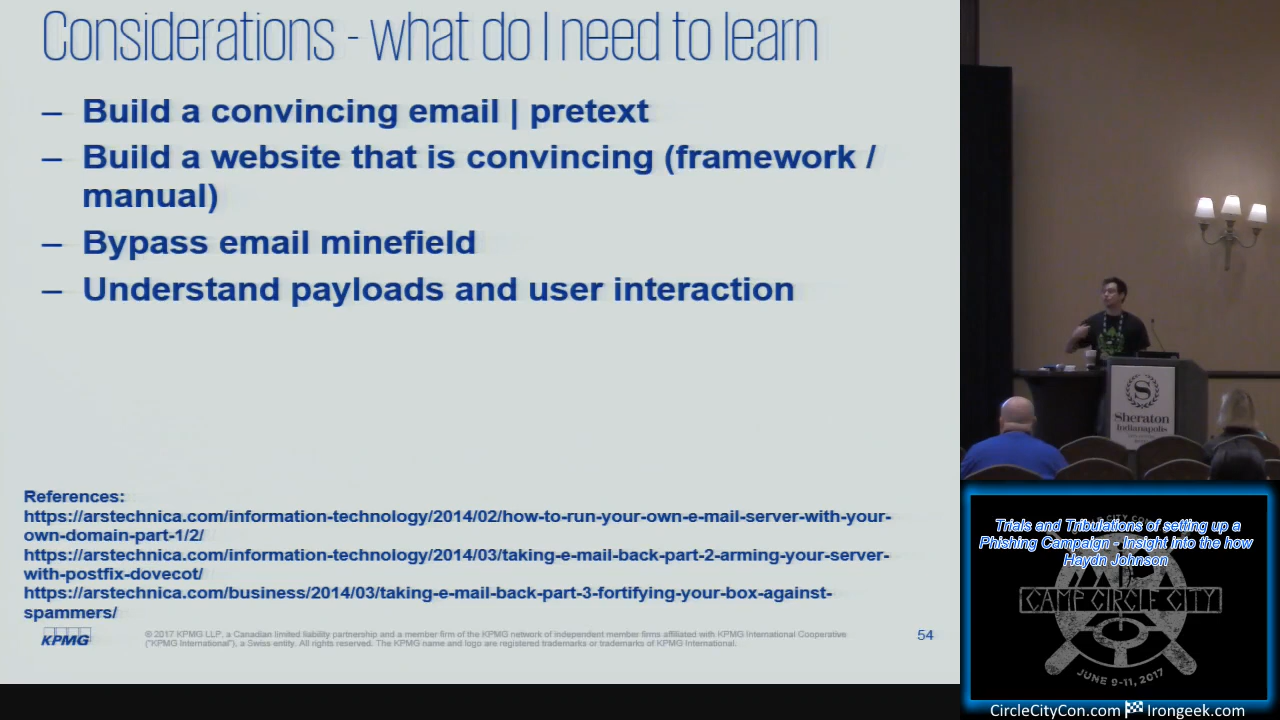 Considerations - what do I need to learn
– Build a convincing email | pretext
– Build a website that is convincing (framework /
manual)
– Bypass email minefield
– Understand payloads and user interaction
References:
https://arstechnica.com/information-technology/2014/02/how-to-run-your-own-e-mail-server-with-your-
own-domain-part-1/2/
https://arstechnica.com/information-technology/2014/03/taking-e-mail-back-part-2-arming-your-server-
with-postfix-dovecot/
https://arstechnica.com/business/2014/03/taking-e-mail-back-part-3-fortifying-your-box-against-
spammers/
KPMG
© 2017 KPMG LLP, a Canadian limited liability partnership and a member firm of the KPMG network of independent member firms affiliated with KPMG International Cooperative
("KPMG International"), a Swiss entity. All rights reserved. The KPMG name and logo are registered trademarks or trademarks of KPMG International.
54
S
Sheraton
Indianapolis
Trials and Tribulations of setting up a
Phishing Campaign - Insight into the how
Haydn Johnson
CAMP CIRCLE CITY
JUNE 9-11, 2017
CircleCityCon.com Irongeek.com